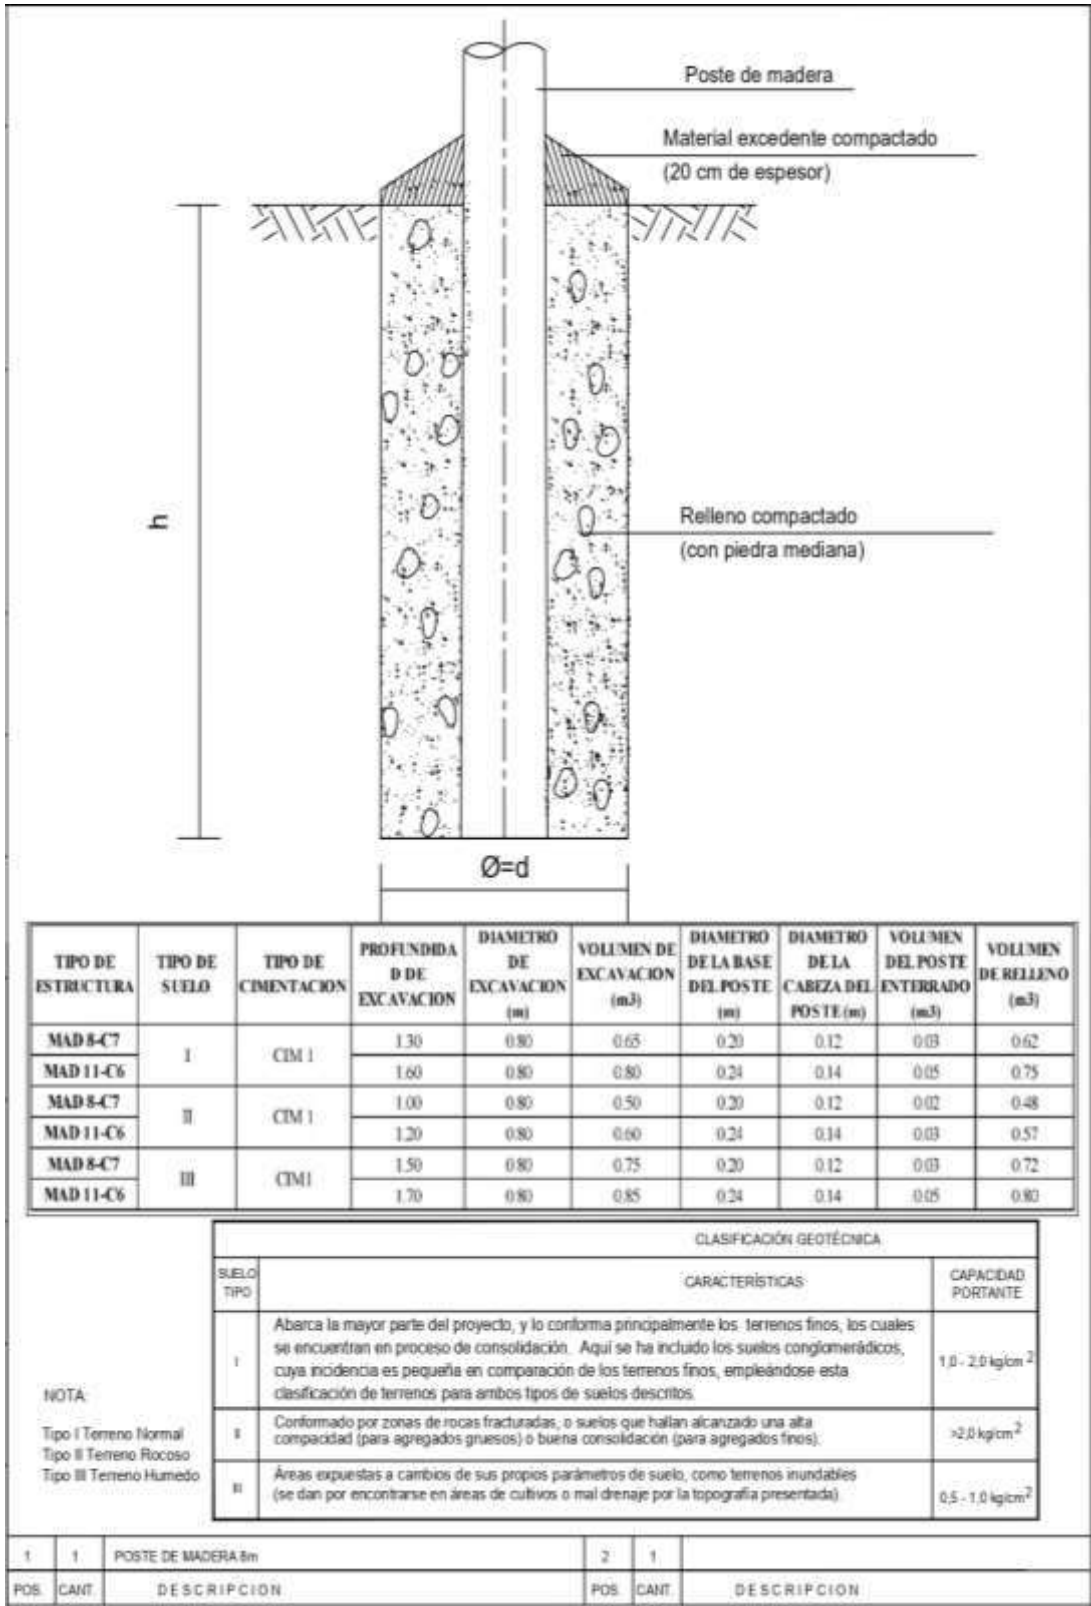 Poste de madera
Material excedente compactado
(20 cm de espesor)
h
Relleno compactado
(con piedra mediana)
Ø=d
TIPO DE ESTRUCTURA TIPO DE SUELO TIPO DE CIMENTACION PROFUNDIDA D DE EXCAVACION DIAMETRO DE EXCAVACION (m) VOLUMEN DE EXCAVACION (m3) DIAMETRO DE LA BASE DEL POSTE (m) DIAMETRO DE LA CABEZA DEL POSTE (m) VOLUMEN DEL POSTE ENTERRADO (m3) VOLUMEN DE RELLENO (m3)
MAD 8-C7 I CIM 1 1.30 0.80 0.65 0.20 0.12 0.03 0.62
MAD 11-C6 1.60 0.80 0.80 0.24 0.14 0.05 0.75
MAD 8-C7 II CIM 1 1.00 0.80 0.50 0.20 0.12 0.02 0.48
MAD 11-C6 1.20 0.80 0.60 0.24 0.14 0.03 0.57
MAD 8-C7 III CIM1 1.50 0.80 0.75 0.20 0.12 0.03 0.72
MAD 11-C6 1.70 0.80 0.85 0.24 0.14 0.05 0.80
CLASIFICACIÓN GEOTÉCNICA
SUELO TIPO CARACTERÍSTICAS CAPACIDAD PORTANTE
I Abarca la mayor parte del proyecto, y lo conforma principalmente los terrenos finos, los cuales
se encuentran en proceso de consolidación. Aquí se ha incluido los suelos conglomerádicos,
cuya incidencia es pequeña en comparación de los terrenos finos, empleándose esta
clasificación de terrenos para ambos tipos de suelos descritos.
1,0 - 2,0 kg/cm2
II Conformado por zonas de rocas fracturadas, o suelos que hallan alcanzado una alta
compacidad (para agregados gruesos) o buena consolidación (para agregados finos).
>2,0 kg/cm2
III Áreas expuestas a cambios de sus propios parámetros de suelo, como terrenos inundables
(se dan por encontrarse en áreas de cultivos o mal drenaje por la topografía presentada).
0,5 - 1,0 kg/cm2
NOTA:
Tipo I Terreno Normal
Tipo II Terreno Rocoso
Tipo III Terreno Humedo
1 1 POSTE DE MADERA 8m 2 1
POS. CANT. DESCRIPCION POS. CANT. DESCRIPCION